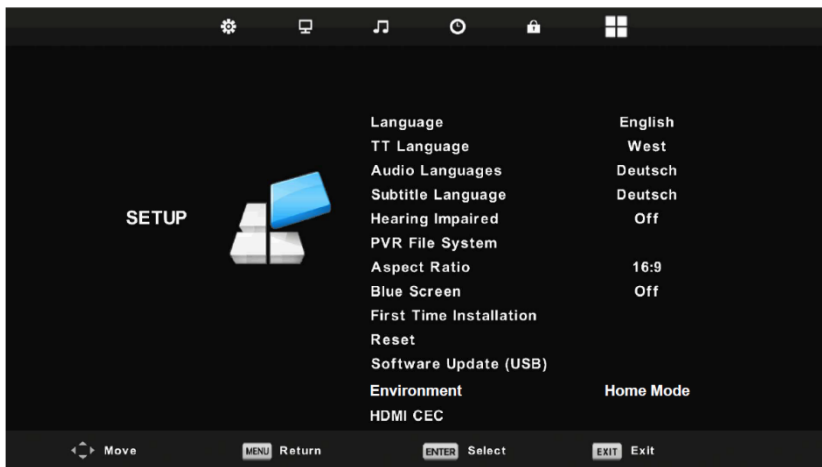 Language English
TT Language West
Audio Languages Deutsch
Subtitle Language Deutsch
SETUP
Hearing Impaired Off
PVR File System
Aspect Ratio 16:9
Blue Screen Off
First Time Installation
Reset
Software Update (USB)
Environment Home Mode
HDMI CEC
Move MENU Return ENTER Select EXIT Exit